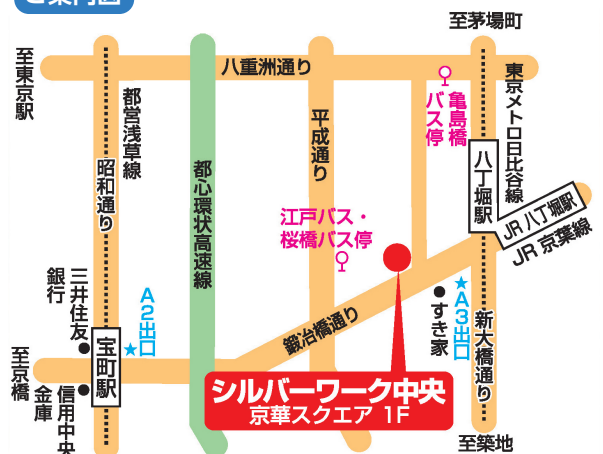 ご案内図
至茅場町
至東京駅
八重洲通り
都営浅草線
昭和通り
都心環状高速線
平成通り
亀島橋
バス停
東京メトロ日比谷線
八丁堀駅
JR 八丁堀駅
JR 京葉線
江戸バス・
桜橋バス停
鍛冶橋通り
三井住友
銀行
A2出口
宝町駅
至京橋
信用中央
金庫
すき家
A3出口
新大橋通り
シルバーワーク中央
京華スクエア 1F
至築地